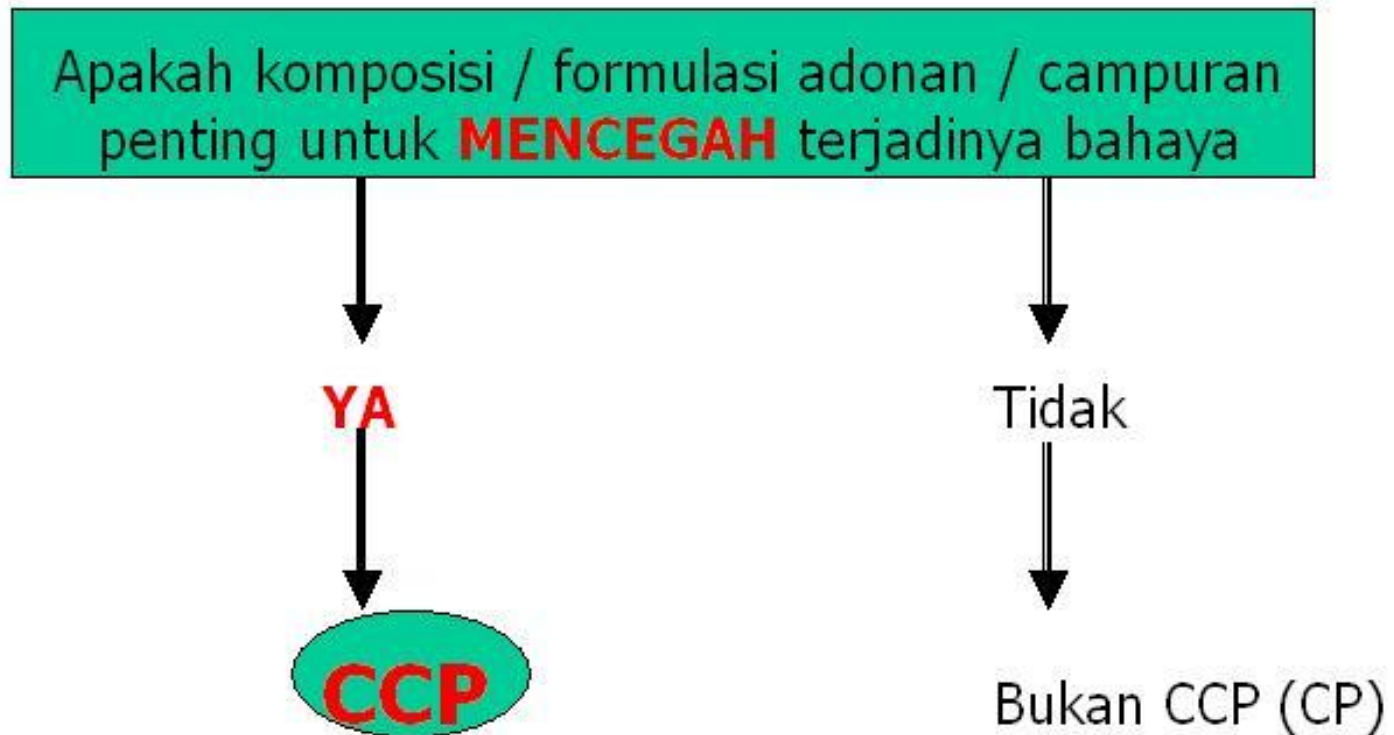 Apakah komposisi / formulasi adonan / campuran
penting untuk MENCEGAH terjadinya bahaya
YA
Tidak
CCP
Bukan CCP (CP)